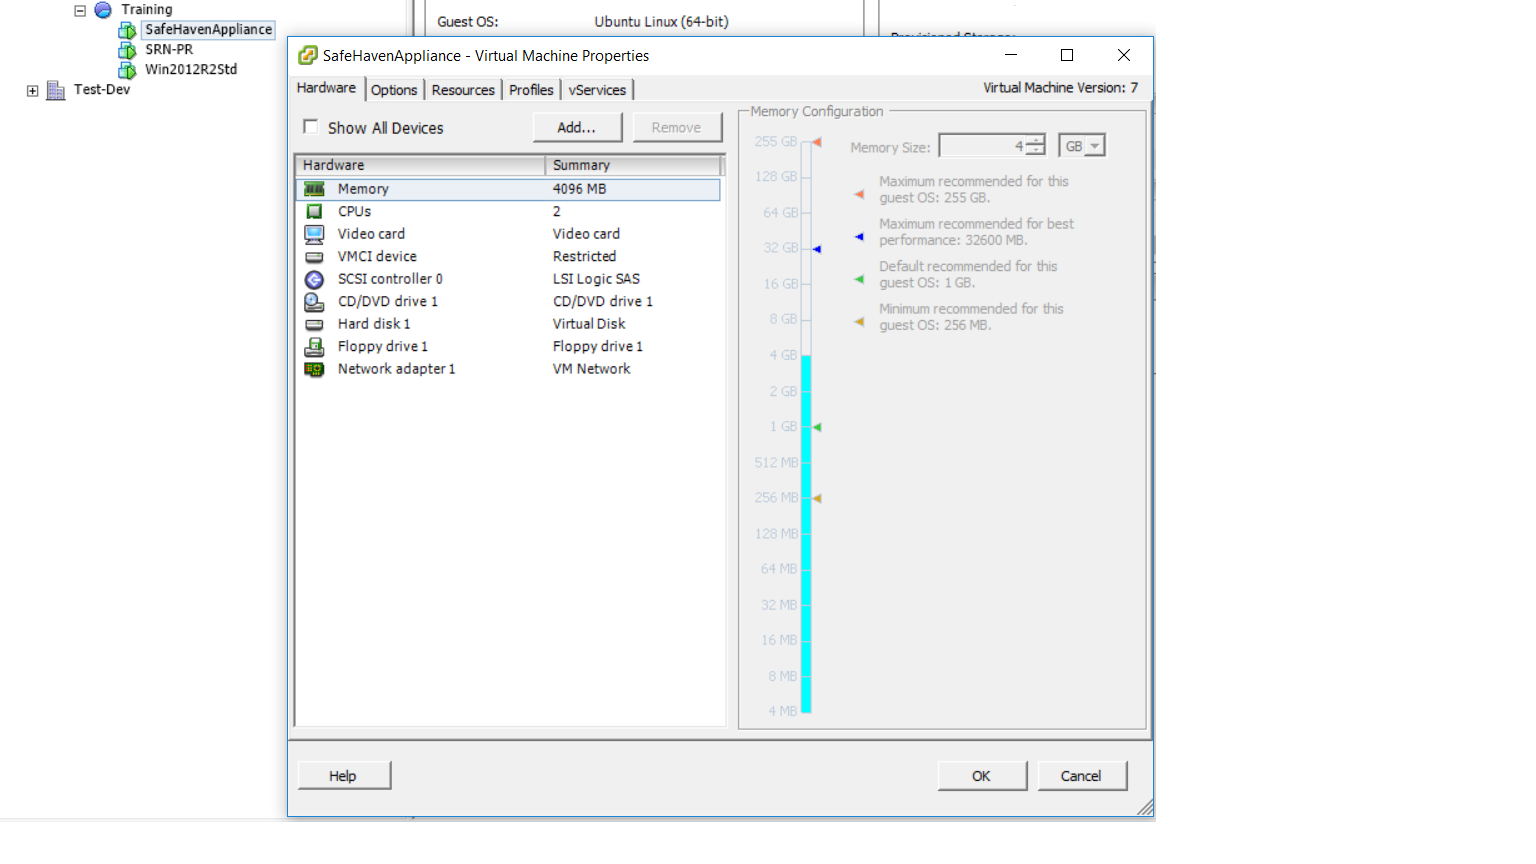 Training
SafeHavenAppliance
SRN-PR
Win2012R2Std
Test-Dev
Guest OS: Ubuntu Linux (64-bit)
SafeHavenAppliance - Virtual Machine Properties
Hardware Options Resources Profiles vServices
Virtual Machine Version: 7
Show All Devices
Add...
Remove
Hardware Summary
Memory 4096 MB
CPUs 2
Video card Video card
VMCI device Restricted
SCSI controller 0 LSI Logic SAS
CD/DVD drive 1 CD/DVD drive 1
Hard disk 1 Virtual Disk
Floppy drive 1 Floppy drive 1
Network adapter 1 VM Network
Memory Configuration
255 GB
128 GB
64 GB
32 GB
16 GB
8 GB
4 GB
2 GB
1 GB
512 MB
256 MB
128 MB
64 MB
32 MB
16 MB
8 MB
4 MB
Memory Size: 4 GB
Maximum recommended for this
guest OS: 255 GB.
Maximum recommended for best
performance: 32600 MB.
Default recommended for this
guest OS: 1 GB.
Minimum recommended for this
guest OS: 256 MB.
Help
OK
Cancel